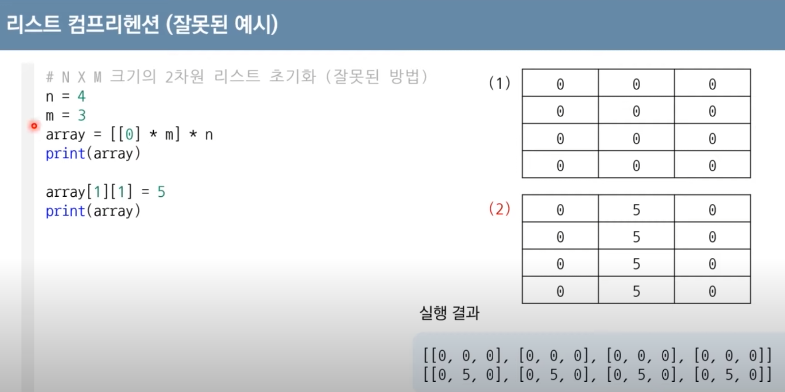 리스트 컴프리헨션 (잘못된 예시)
# N X M 크기의 2차원 리스트 초기화 (잘못된 방법)
n = 4
m = 3
array = [[0] * m] * n
print(array)
array[1][1] = 5
print(array)
(1)
0 0 0
0 0 0
0 0 0
0 0 0
(2)
0 5 0
0 5 0
0 5 0
0 5 0
실행 결과
[[0, 0, 0], [0, 0, 0], [0, 0, 0], [0, 0, 0]]
[[0, 5, 0], [0, 5, 0], [0, 5, 0], [0, 5, 0]]